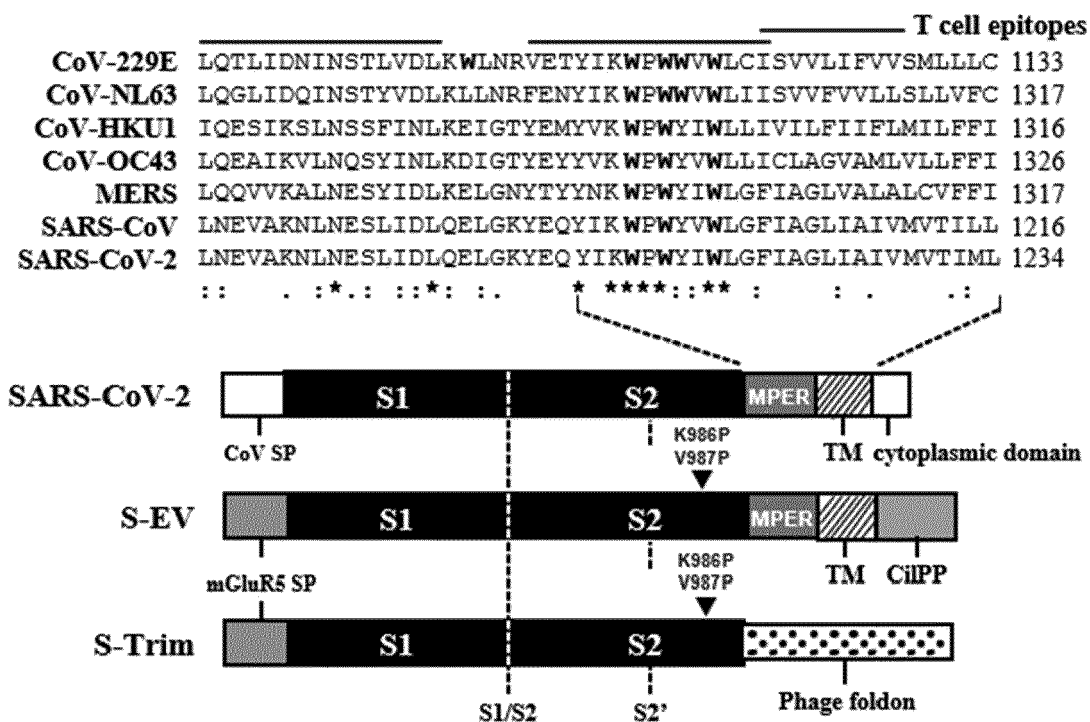 T cell epitopes
CoV-229E LQTLIDNINSTLVDLKWLNRVETYIKWPWWVWLCISVVLIFVVSMLLLC 1133
CoV-NL63 LQGLIDQINSTYVDLKLLNRFENYIKWPWWVWLIISVVFVVLLSLLVFC 1317
CoV-HKU1 IQESIKSLNSSFINLKEIGTYEMYVKWPWYIWLLIVILFIIFLMILFFI 1316
CoV-OC43 LQEAIKVLNQSYINLKDIGTYEYYVKWPWYVWLLICLAGVAMLVLLFFI 1326
MERS LQQVVKALNESYIDLKELGNYTYYNKWPWYIWLGFIAGLVALALCVFFI 1317
SARS-CoV LNEVAKNLNESLIDLQELGKYEQYIKWPWYVWLGFIAGLIAIVMVTILL 1216
SARS-CoV-2 LNEVAKNLNESLIDLQELGKYEQYIKWPWYIWLGFIAGLIAIVMVTIML 1234
:: . :*.: ::*: :. * ****::** : : . .:
SARS-CoV-2 S1 S2 MPER
CoV SP K986P TM cytoplasmic domain
V987P
S-EV S1 S2 MPER
mGluR5 SP K986P TM CilPP
V987P
S-Trim S1 S2
S1/S2 S2’ Phage foldon